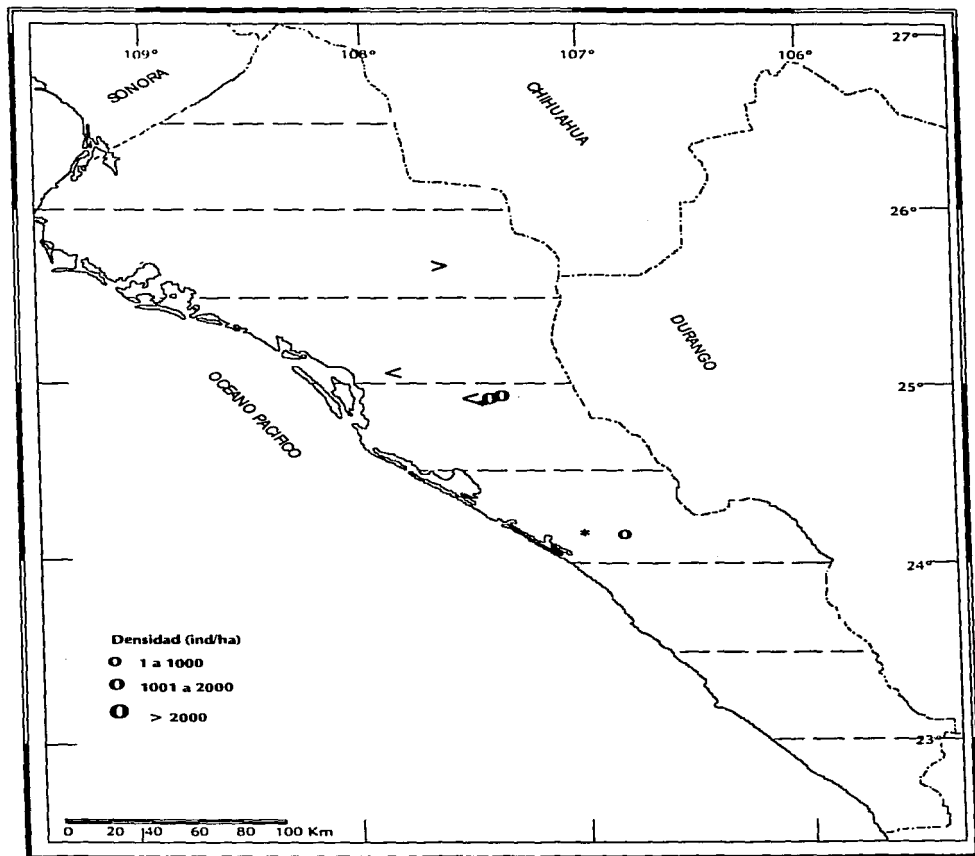 109° 108° 107° 106° 27°
SONORA
CHIHUAHUA
26°
>
DURANGO
<
25°
<
OCEANO PACIFICO
* O
24°
Densidad (ind/ha)
O 1 a 1000
O 1001 a 2000
O > 2000
23°
0 20 40 60 80 100 Km